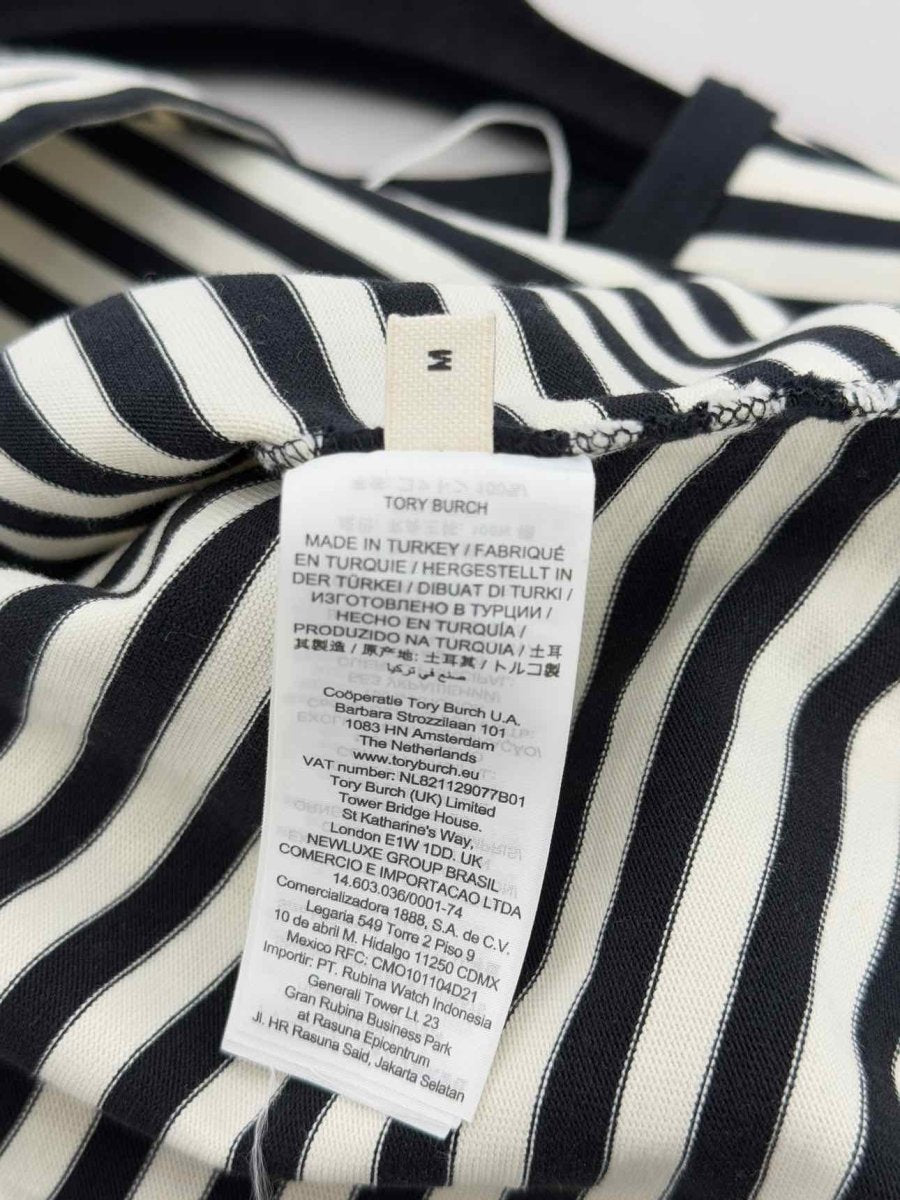 M
TORY BURCH
MADE IN TURKEY / FABRIQUÉ
EN TURQUIE / HERGESTELLT IN
DER TÜRKEI / DIBUAT DI TURKI /
ИЗГОТОВЛЕНО В ТУРЦИИ /
HECHO EN TURQUÍA /
PRODUZIDO NA TURQUIA / 土耳
其製造 / 原产地: 土耳其 / トルコ製
صنع في تركيا
Coöperatie Tory Burch U.A.
Barbara Strozzilaan 101
1083 HN Amsterdam
The Netherlands
www.toryburch.eu
VAT number: NL821129077B01
Tory Burch (UK) Limited
Tower Bridge House.
St Katharine's Way,
London E1W 1DD. UK
NEWLUXE GROUP BRASIL
COMERCIO E IMPORTACAO LTDA
14.603.036/0001-74
Comercializadora 1888, S.A. de C.V.
Legaria 549 Torre 2 Piso 9
10 de abril M. Hidalgo 11250 CDMX
Mexico RFC: CMO101104D21
Importir: PT. Rubina Watch Indonesia
Generali Tower Lt. 23
Gran Rubina Business Park
at Rasuna Epicentrum
Jl. HR Rasuna Said, Jakarta Selatan